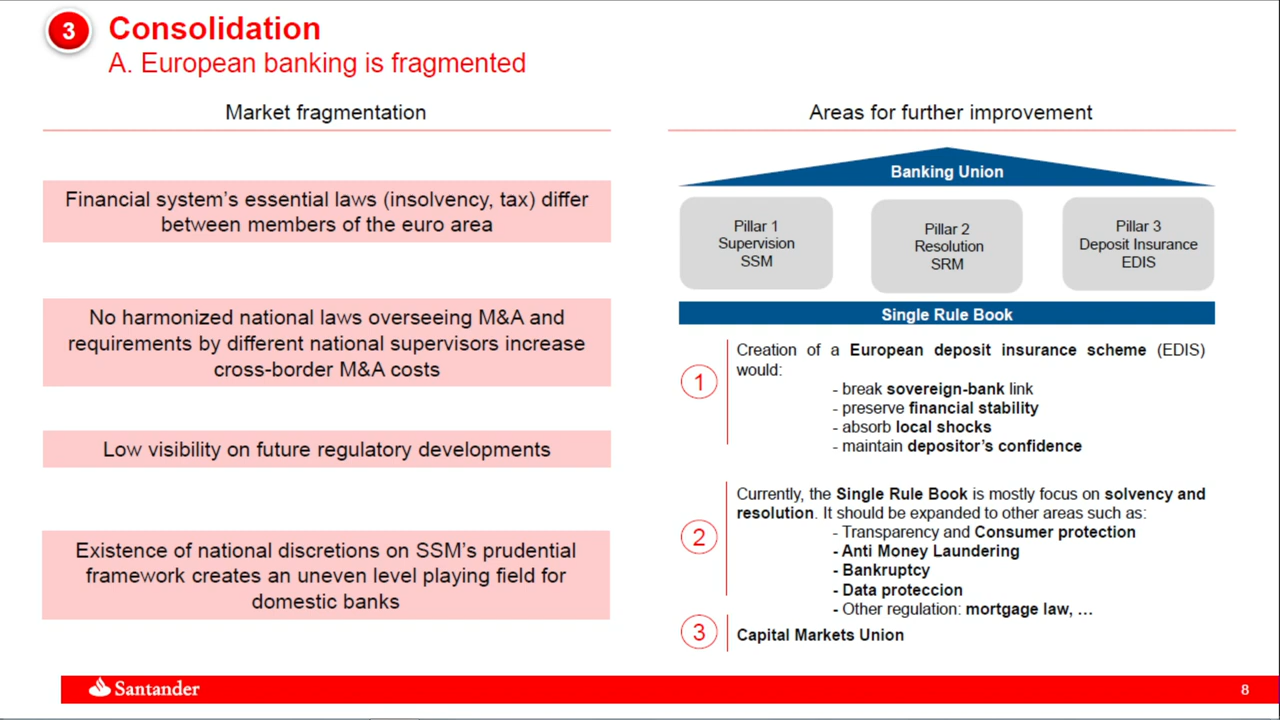 3
Consolidation
A. European banking is fragmented
Market fragmentation
Financial system's essential laws (insolvency, tax) differ
between members of the euro area
No harmonized national laws overseeing M&A and
requirements by different national supervisors increase
cross-border M&A costs
Low visibility on future regulatory developments
Existence of national discretions on SSM's prudential
framework creates an uneven level playing field for
domestic banks
Areas for further improvement
Banking Union
Pillar 1
Supervision
SSM
Pillar 2
Resolution
SRM
Pillar 3
Deposit Insurance
EDIS
Single Rule Book
1
Creation of a European deposit insurance scheme (EDIS)
would:
- break sovereign-bank link
- preserve financial stability
- absorb local shocks
- maintain depositor's confidence
2
Currently, the Single Rule Book is mostly focus on solvency and
resolution. It should be expanded to other areas such as:
- Transparency and Consumer protection
- Anti Money Laundering
- Bankruptcy
- Data proteccion
- Other regulation: mortgage law, …
3
Capital Markets Union
Santander
8